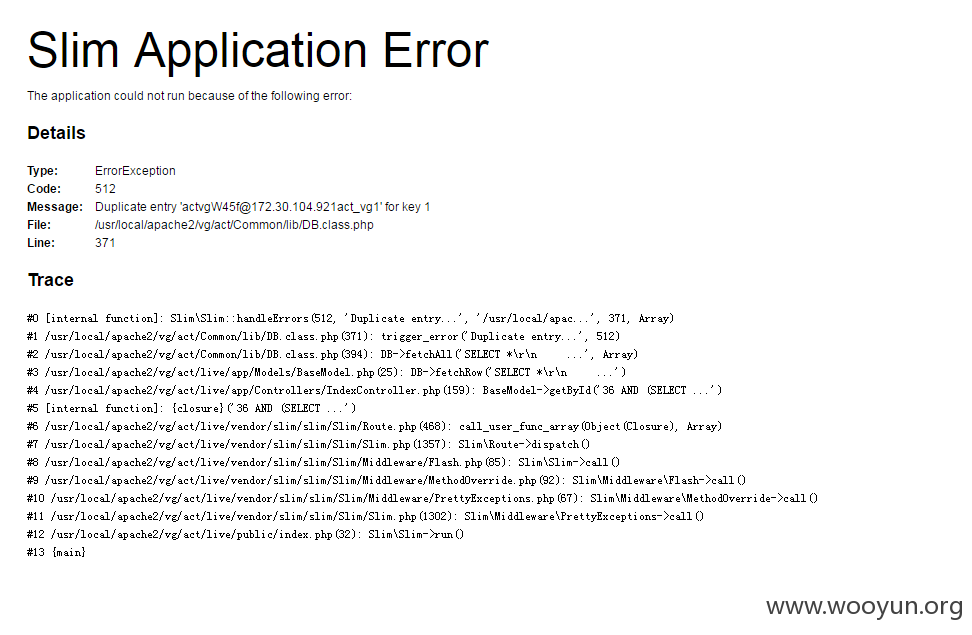 Slim Application Error
The application could not run because of the following error:
Details
Type: ErrorException
Code: 512
Message: Duplicate entry 'actvgW45f@172.30.104.921act_vg1' for key 1
File: /usr/local/apache2/vg/act/Common/lib/DB.class.php
Line: 371
Trace
#0 [internal function]: Slim\Slim::handleErrors(512, 'Duplicate entry...', '/usr/local/apac...', 371, Array)
#1 /usr/local/apache2/vg/act/Common/lib/DB.class.php(371): trigger_error('Duplicate entry...', 512)
#2 /usr/local/apache2/vg/act/Common/lib/DB.class.php(394): DB->fetchAll('SELECT *\r\n     ...', Array)
#3 /usr/local/apache2/vg/act/live/app/Models/BaseModel.php(25): DB->fetchRow('SELECT *\r\n     ...')
#4 /usr/local/apache2/vg/act/live/app/Controllers/IndexController.php(159): BaseModel->getById('36 AND (SELECT ...')
#5 [internal function]: {closure}('36 AND (SELECT ...')
#6 /usr/local/apache2/vg/act/live/vendor/slim/slim/Slim/Route.php(468): call_user_func_array(Object(Closure), Array)
#7 /usr/local/apache2/vg/act/live/vendor/slim/slim/Slim/Slim.php(1357): Slim\Route->dispatch()
#8 /usr/local/apache2/vg/act/live/vendor/slim/slim/Slim/Middleware/Flash.php(85): Slim\Slim->call()
#9 /usr/local/apache2/vg/act/live/vendor/slim/slim/Slim/Middleware/MethodOverride.php(92): Slim\Middleware\Flash->call()
#10 /usr/local/apache2/vg/act/live/vendor/slim/slim/Slim/Middleware/PrettyExceptions.php(67): Slim\Middleware\MethodOverride->call()
#11 /usr/local/apache2/vg/act/live/vendor/slim/slim/Slim/Slim.php(1302): Slim\Middleware\PrettyExceptions->call()
#12 /usr/local/apache2/vg/act/live/public/index.php(32): Slim\Slim->run()
#13 {main}
www.wooyun.org